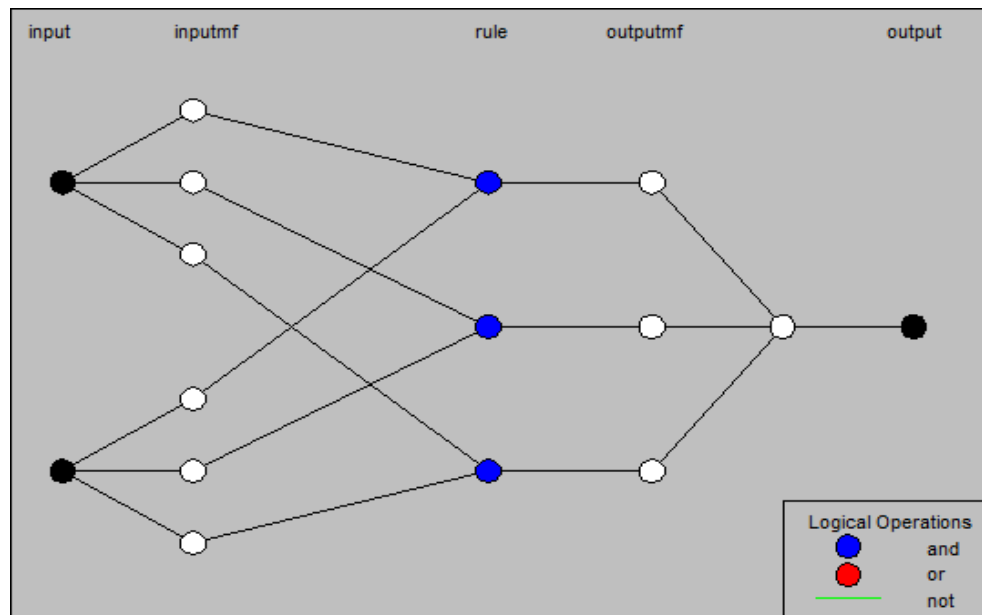 input inputmf rule outputmf output
Logical Operations
and
or
not